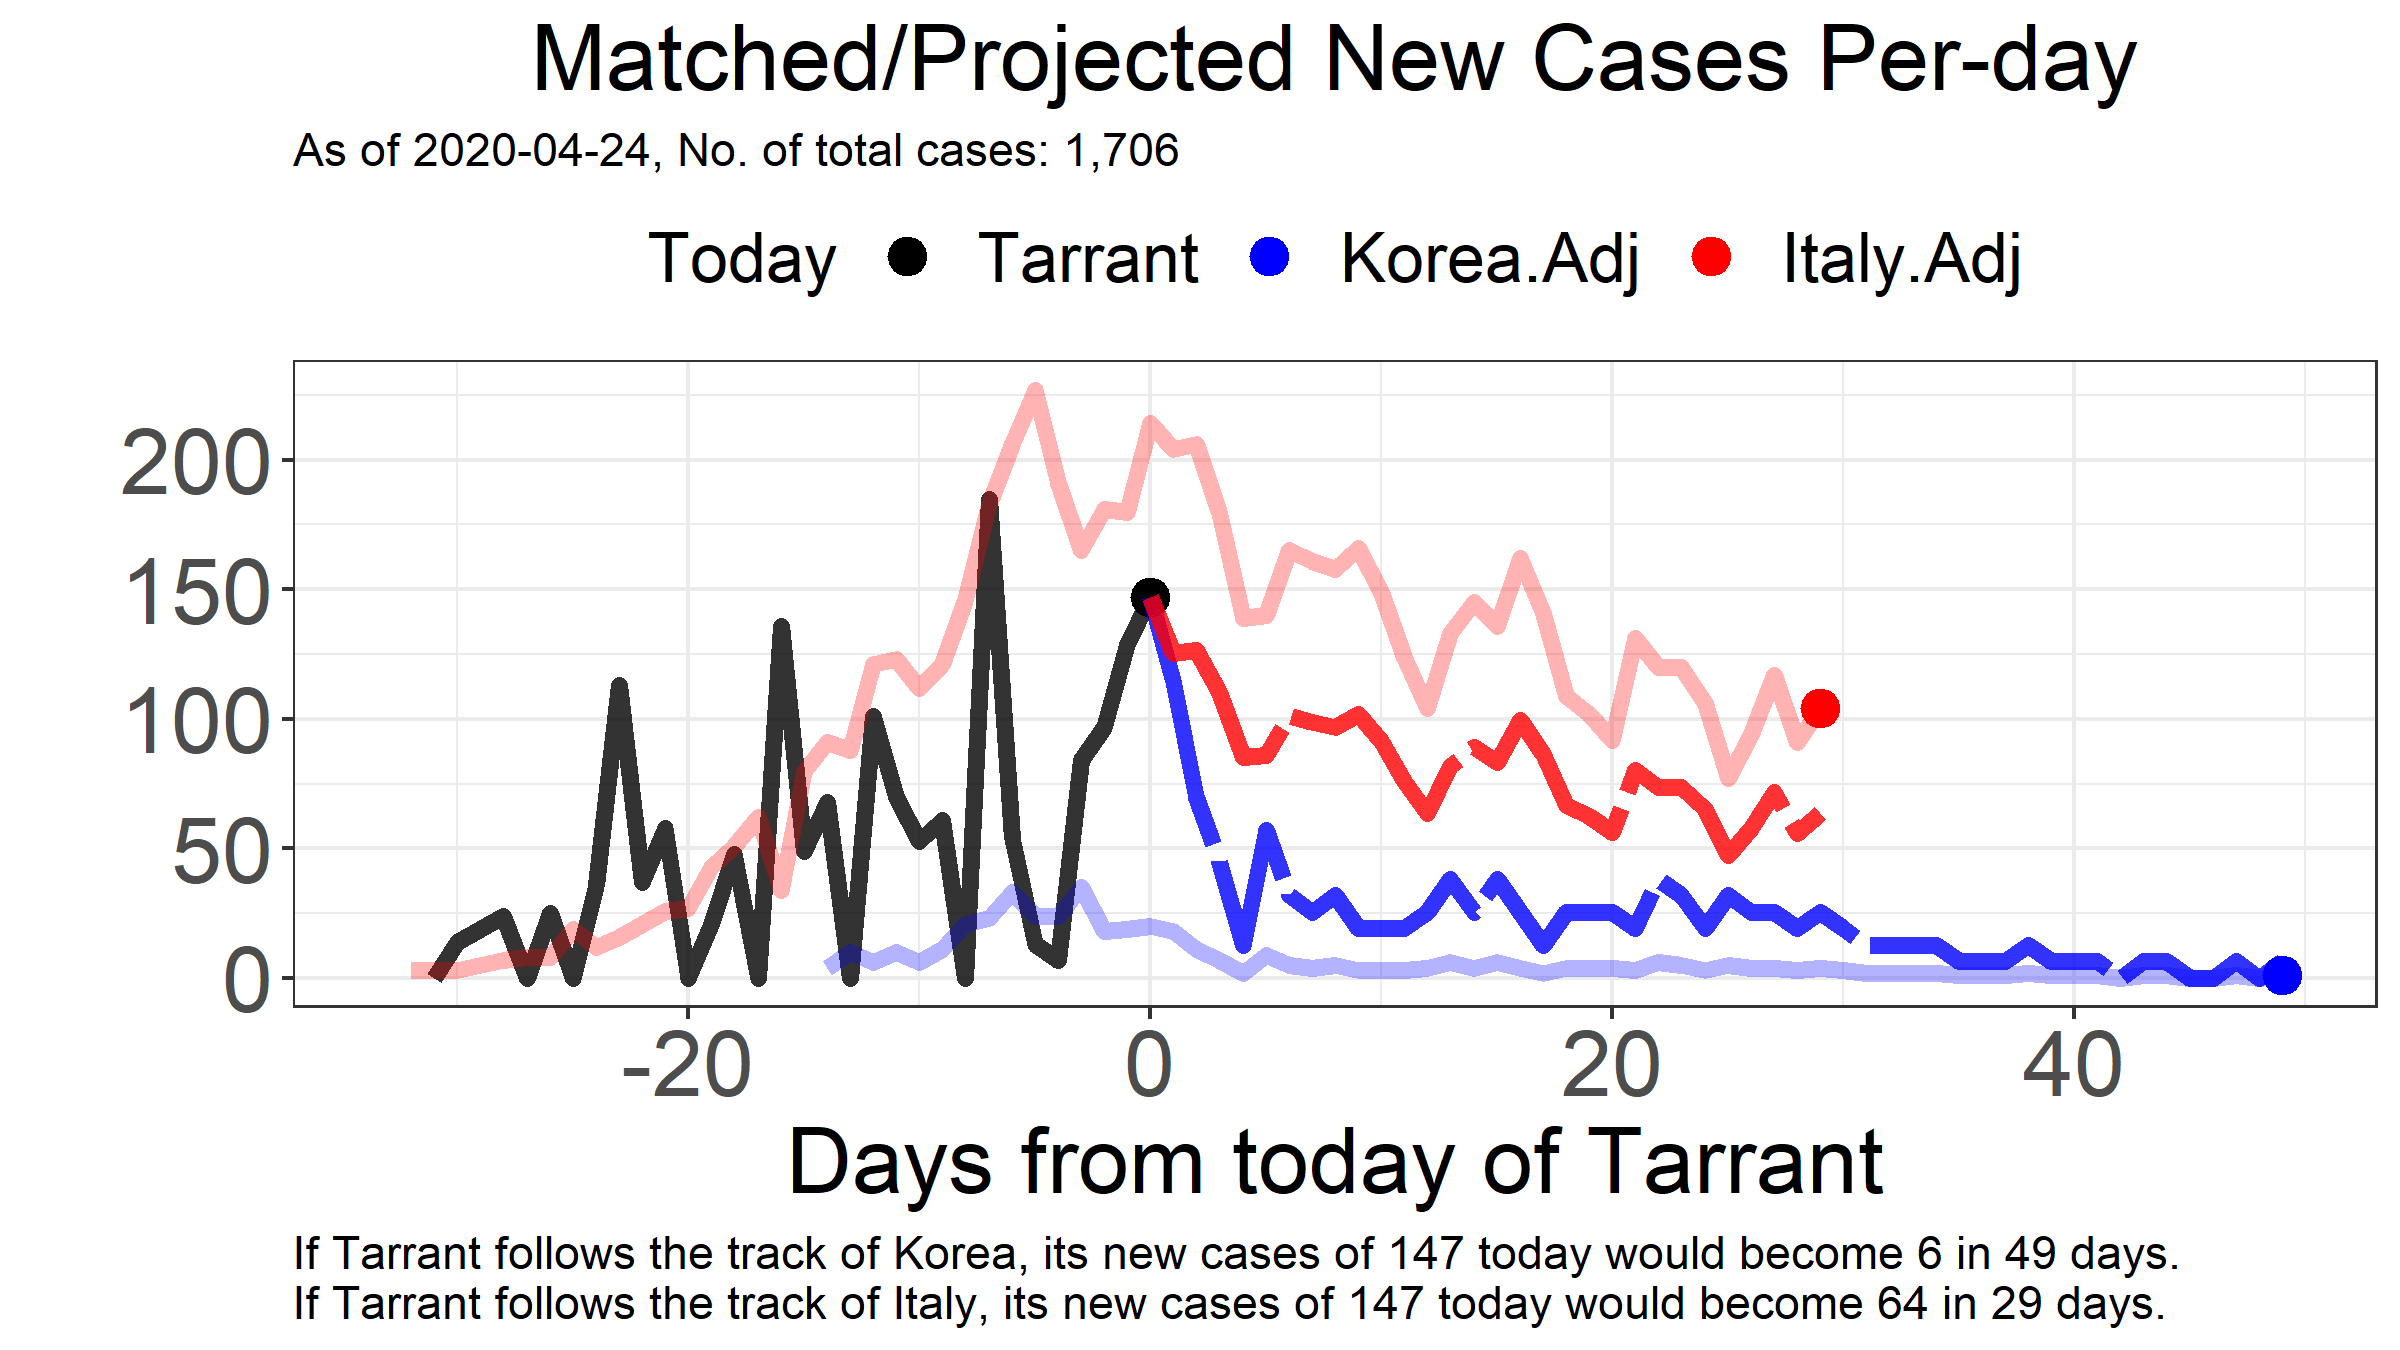 Matched/Projected New Cases Per-day
As of 2020-04-24, No. of total cases: 1,706
Today Tarrant Korea.Adj Italy.Adj
200
150
100
50
0
-20 0 20 40
Days from today of Tarrant
If Tarrant follows the track of Korea, its new cases of 147 today would become 6 in 49 days.
If Tarrant follows the track of Italy, its new cases of 147 today would become 64 in 29 days.